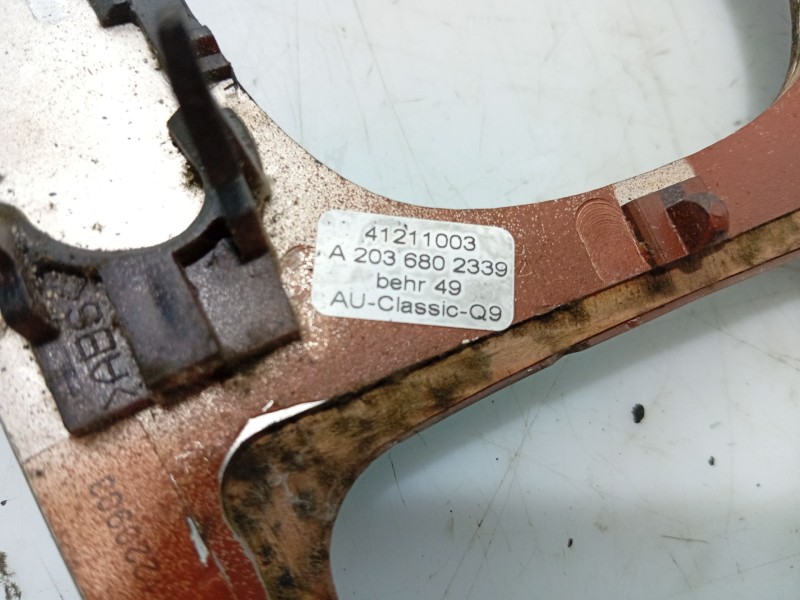 41211003
A 203 680 2339
behr 49
AU-Classic-Q9
>ABS<